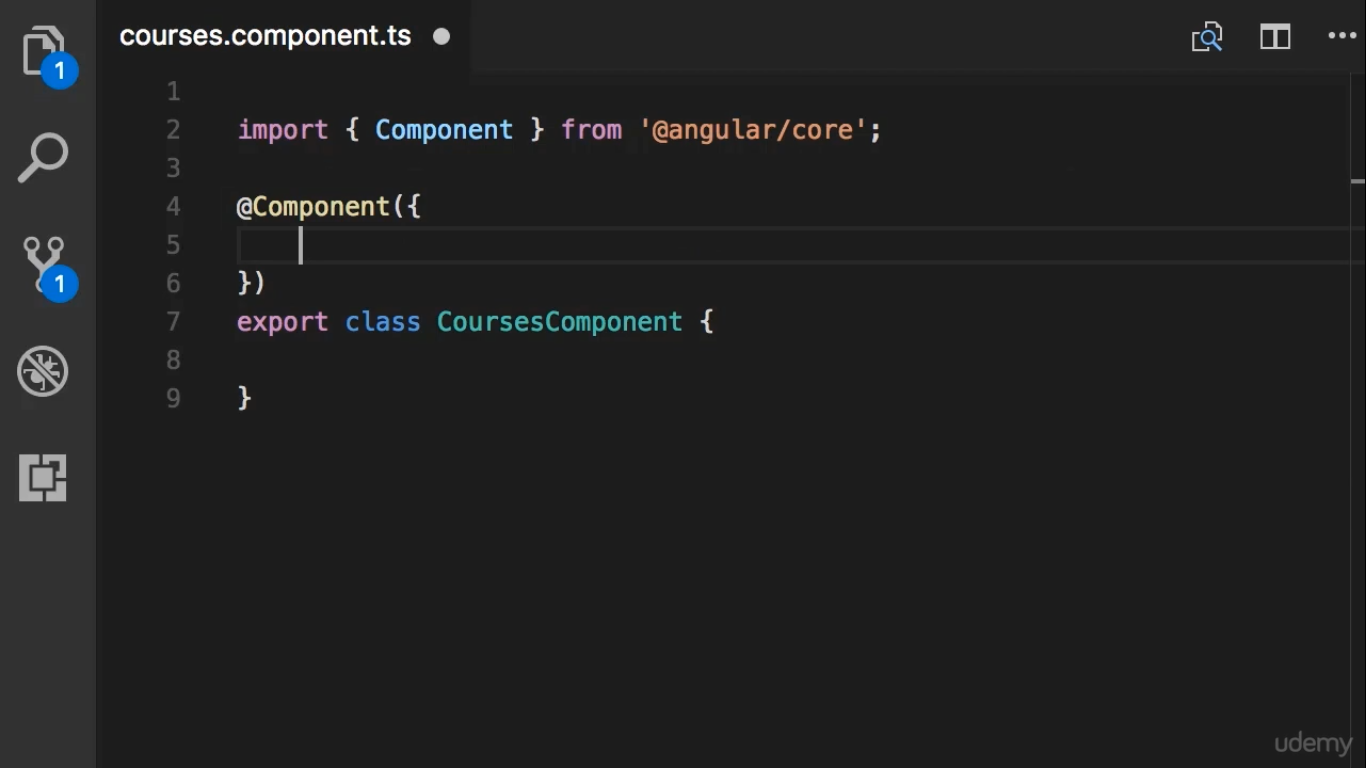 courses.component.ts
1
1
1
2 import { Component } from '@angular/core';
3
4 @Component({
5
6 })
7 export class CoursesComponent {
8
9 }
udemy